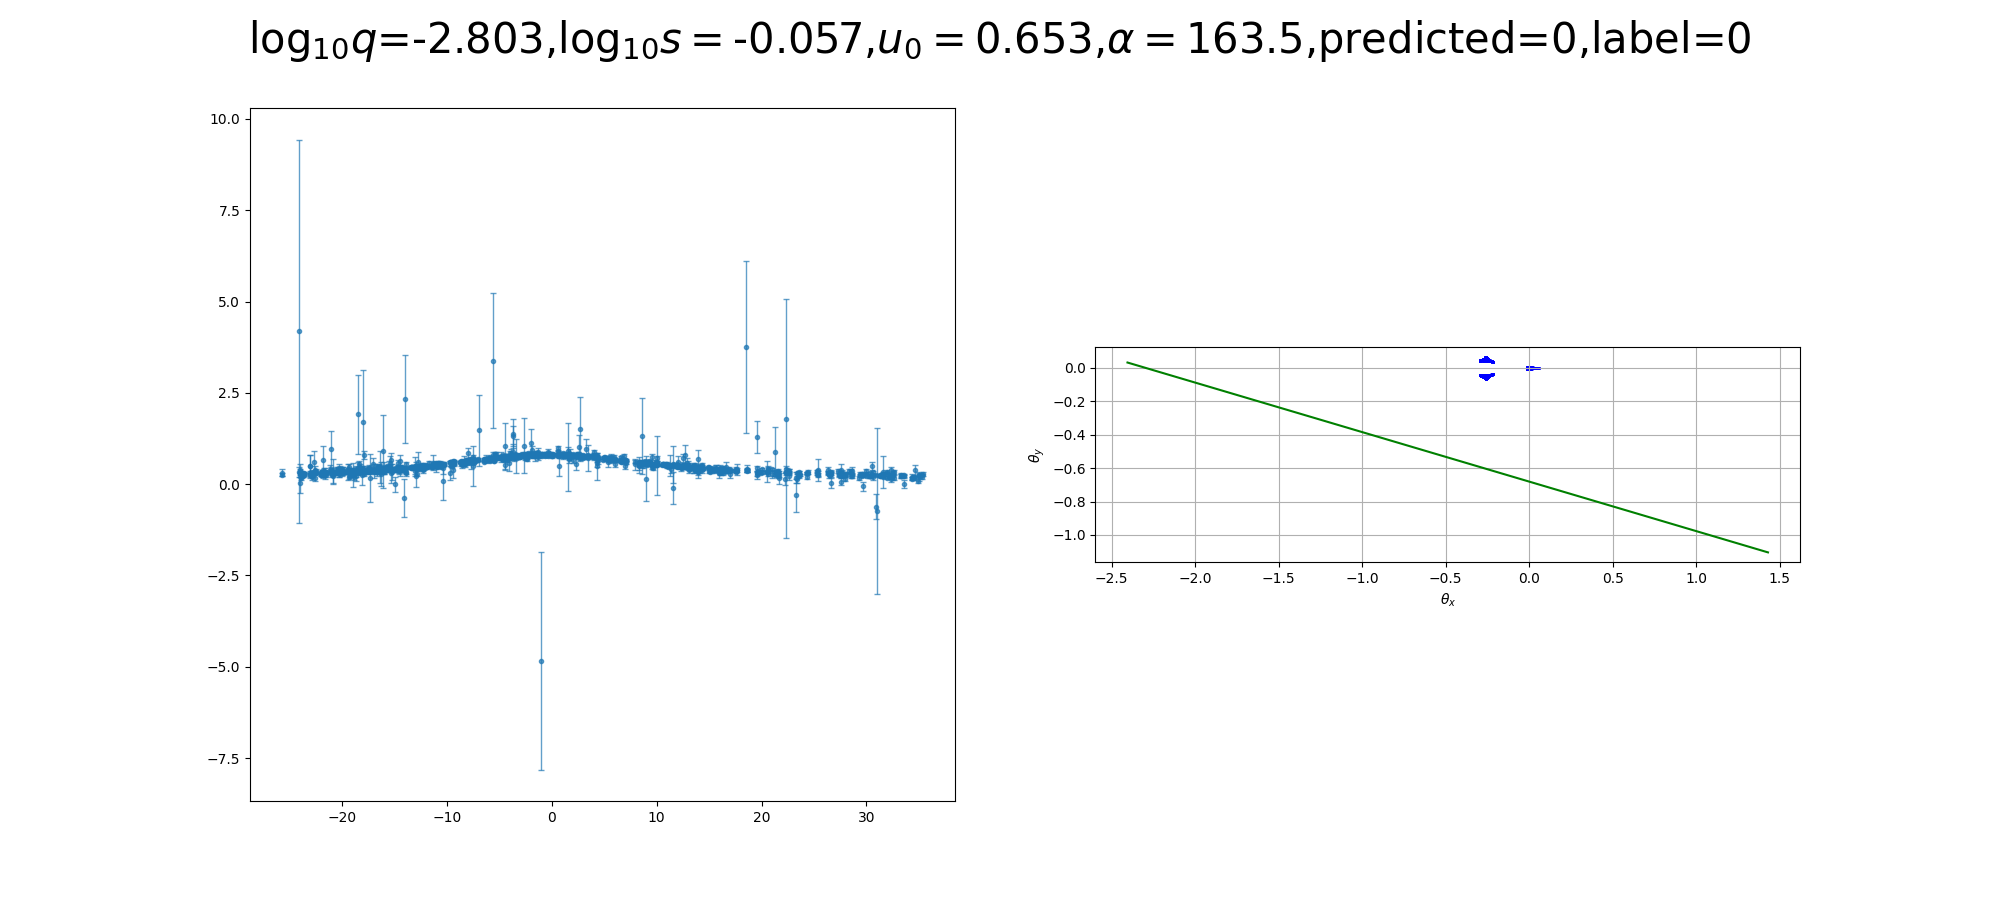 log₁₀q=-2.803,log₁₀s = -0.057,u₀ = 0.653,α = 163.5,predicted=0,label=0
10.0
7.5
5.0
2.5
0.0
−2.5
−5.0
−7.5
−20 −10 0 10 20 30
0.0
−0.2
−0.4
−0.6
−0.8
−1.0
θy
−2.5 −2.0 −1.5 −1.0 −0.5 0.0 0.5 1.0 1.5
θx